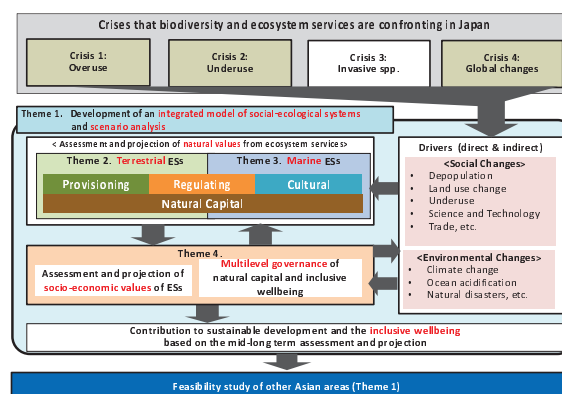 Crises that biodiversity and ecosystem services are confronting in Japan
Crisis 1:
Overuse
Crisis 2:
Underuse
Crisis 3:
Invasive spp.
Crisis 4:
Global changes
Theme 1. Development of an integrated model of social-ecological systems
and scenario analysis
< Assessment and projection of natural values from ecosystem services>
Theme 2. Terrestrial ESs
Theme 3. Marine ESs
Provisioning
Regulating
Cultural
Natural Capital
Drivers (direct & indirect)
<Social Changes>
• Depopulation
• Land use change
• Underuse
• Science and Technology
• Trade, etc.
<Environmental Changes>
• Climate change
• Ocean acidification
• Natural disasters, etc.
Theme 4.
Assessment and projection of
socio-economic values of ESs
Multilevel governance of
natural capital and inclusive
wellbeing
Contribution to sustainable development and the inclusive wellbeing
based on the mid-long term assessment and projection
Feasibility study of other Asian areas (Theme 1)